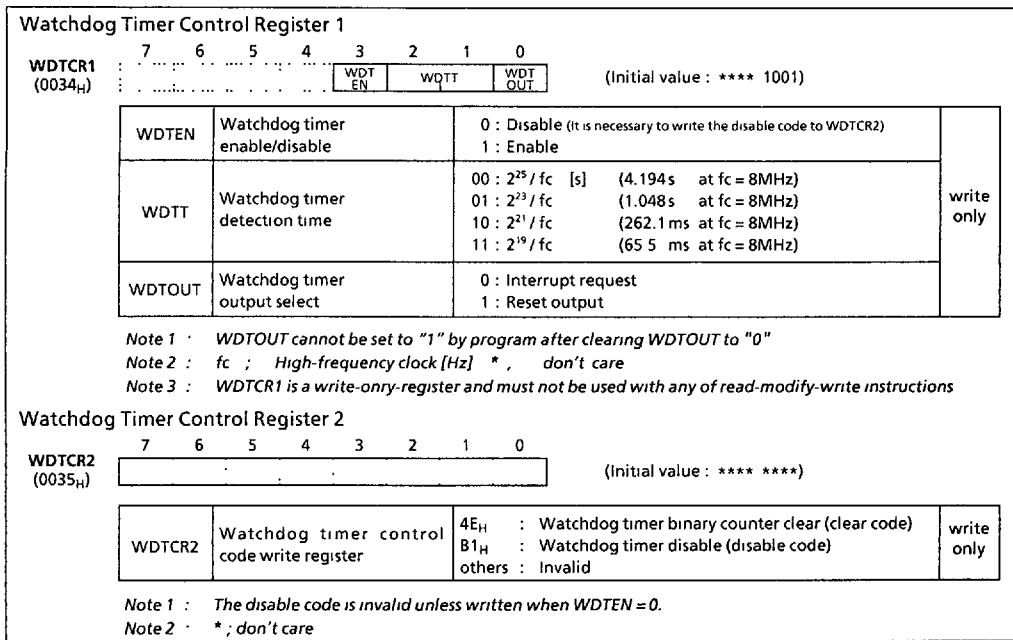 Watchdog Timer Control Register 1
7 6 5 4 3 2 1 0
WDTCR1
(0034H)
WDT EN WDTT WDT OUT
(Initial value : **** 1001)
WDTEN Watchdog timer enable/disable
0 : Disable (It is necessary to write the disable code to WDTCR2)
1 : Enable
WDTT Watchdog timer detection time
00 : 2²⁵ / fc [s] (4.194 s at fc = 8MHz)
01 : 2²³ / fc (1.048 s at fc = 8MHz)
10 : 2²¹ / fc (262.1 ms at fc = 8MHz)
11 : 2¹⁹ / fc (65 5 ms at fc = 8MHz)
WDTOUT Watchdog timer output select
0 : Interrupt request
1 : Reset output
write only
Note 1 · WDTOUT cannot be set to "1" by program after clearing WDTOUT to "0"
Note 2 : fc ; High-frequency clock [Hz] * , don't care
Note 3 : WDTCR1 is a write-onry-register and must not be used with any of read-modify-write instructions
Watchdog Timer Control Register 2
7 6 5 4 3 2 1 0
WDTCR2
(0035H)
(Initial value : **** ****)
WDTCR2 Watchdog timer control code write register
4EH : Watchdog timer binary counter clear (clear code)
B1H : Watchdog timer disable (disable code)
others : Invalid
write only
Note 1 : The disable code is invalid unless written when WDTEN = 0.
Note 2 · * ; don't care